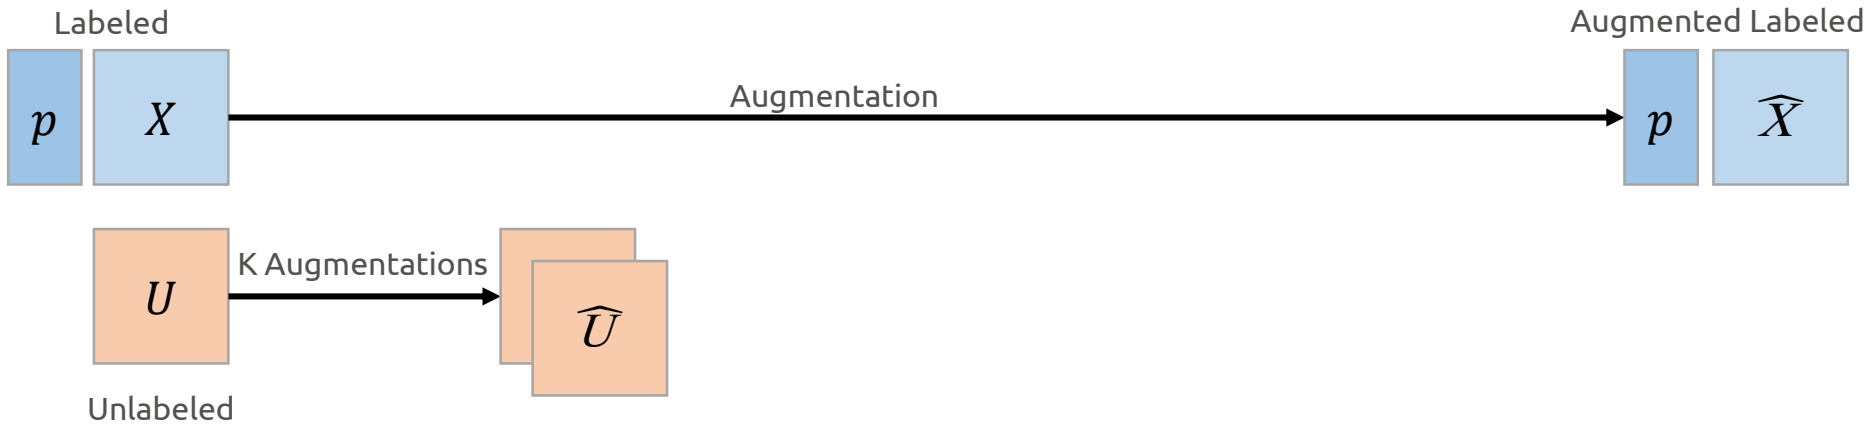 Labeled
Augmented Labeled
p X
Augmentation
p X̂
K Augmentations
U
Û
Unlabeled